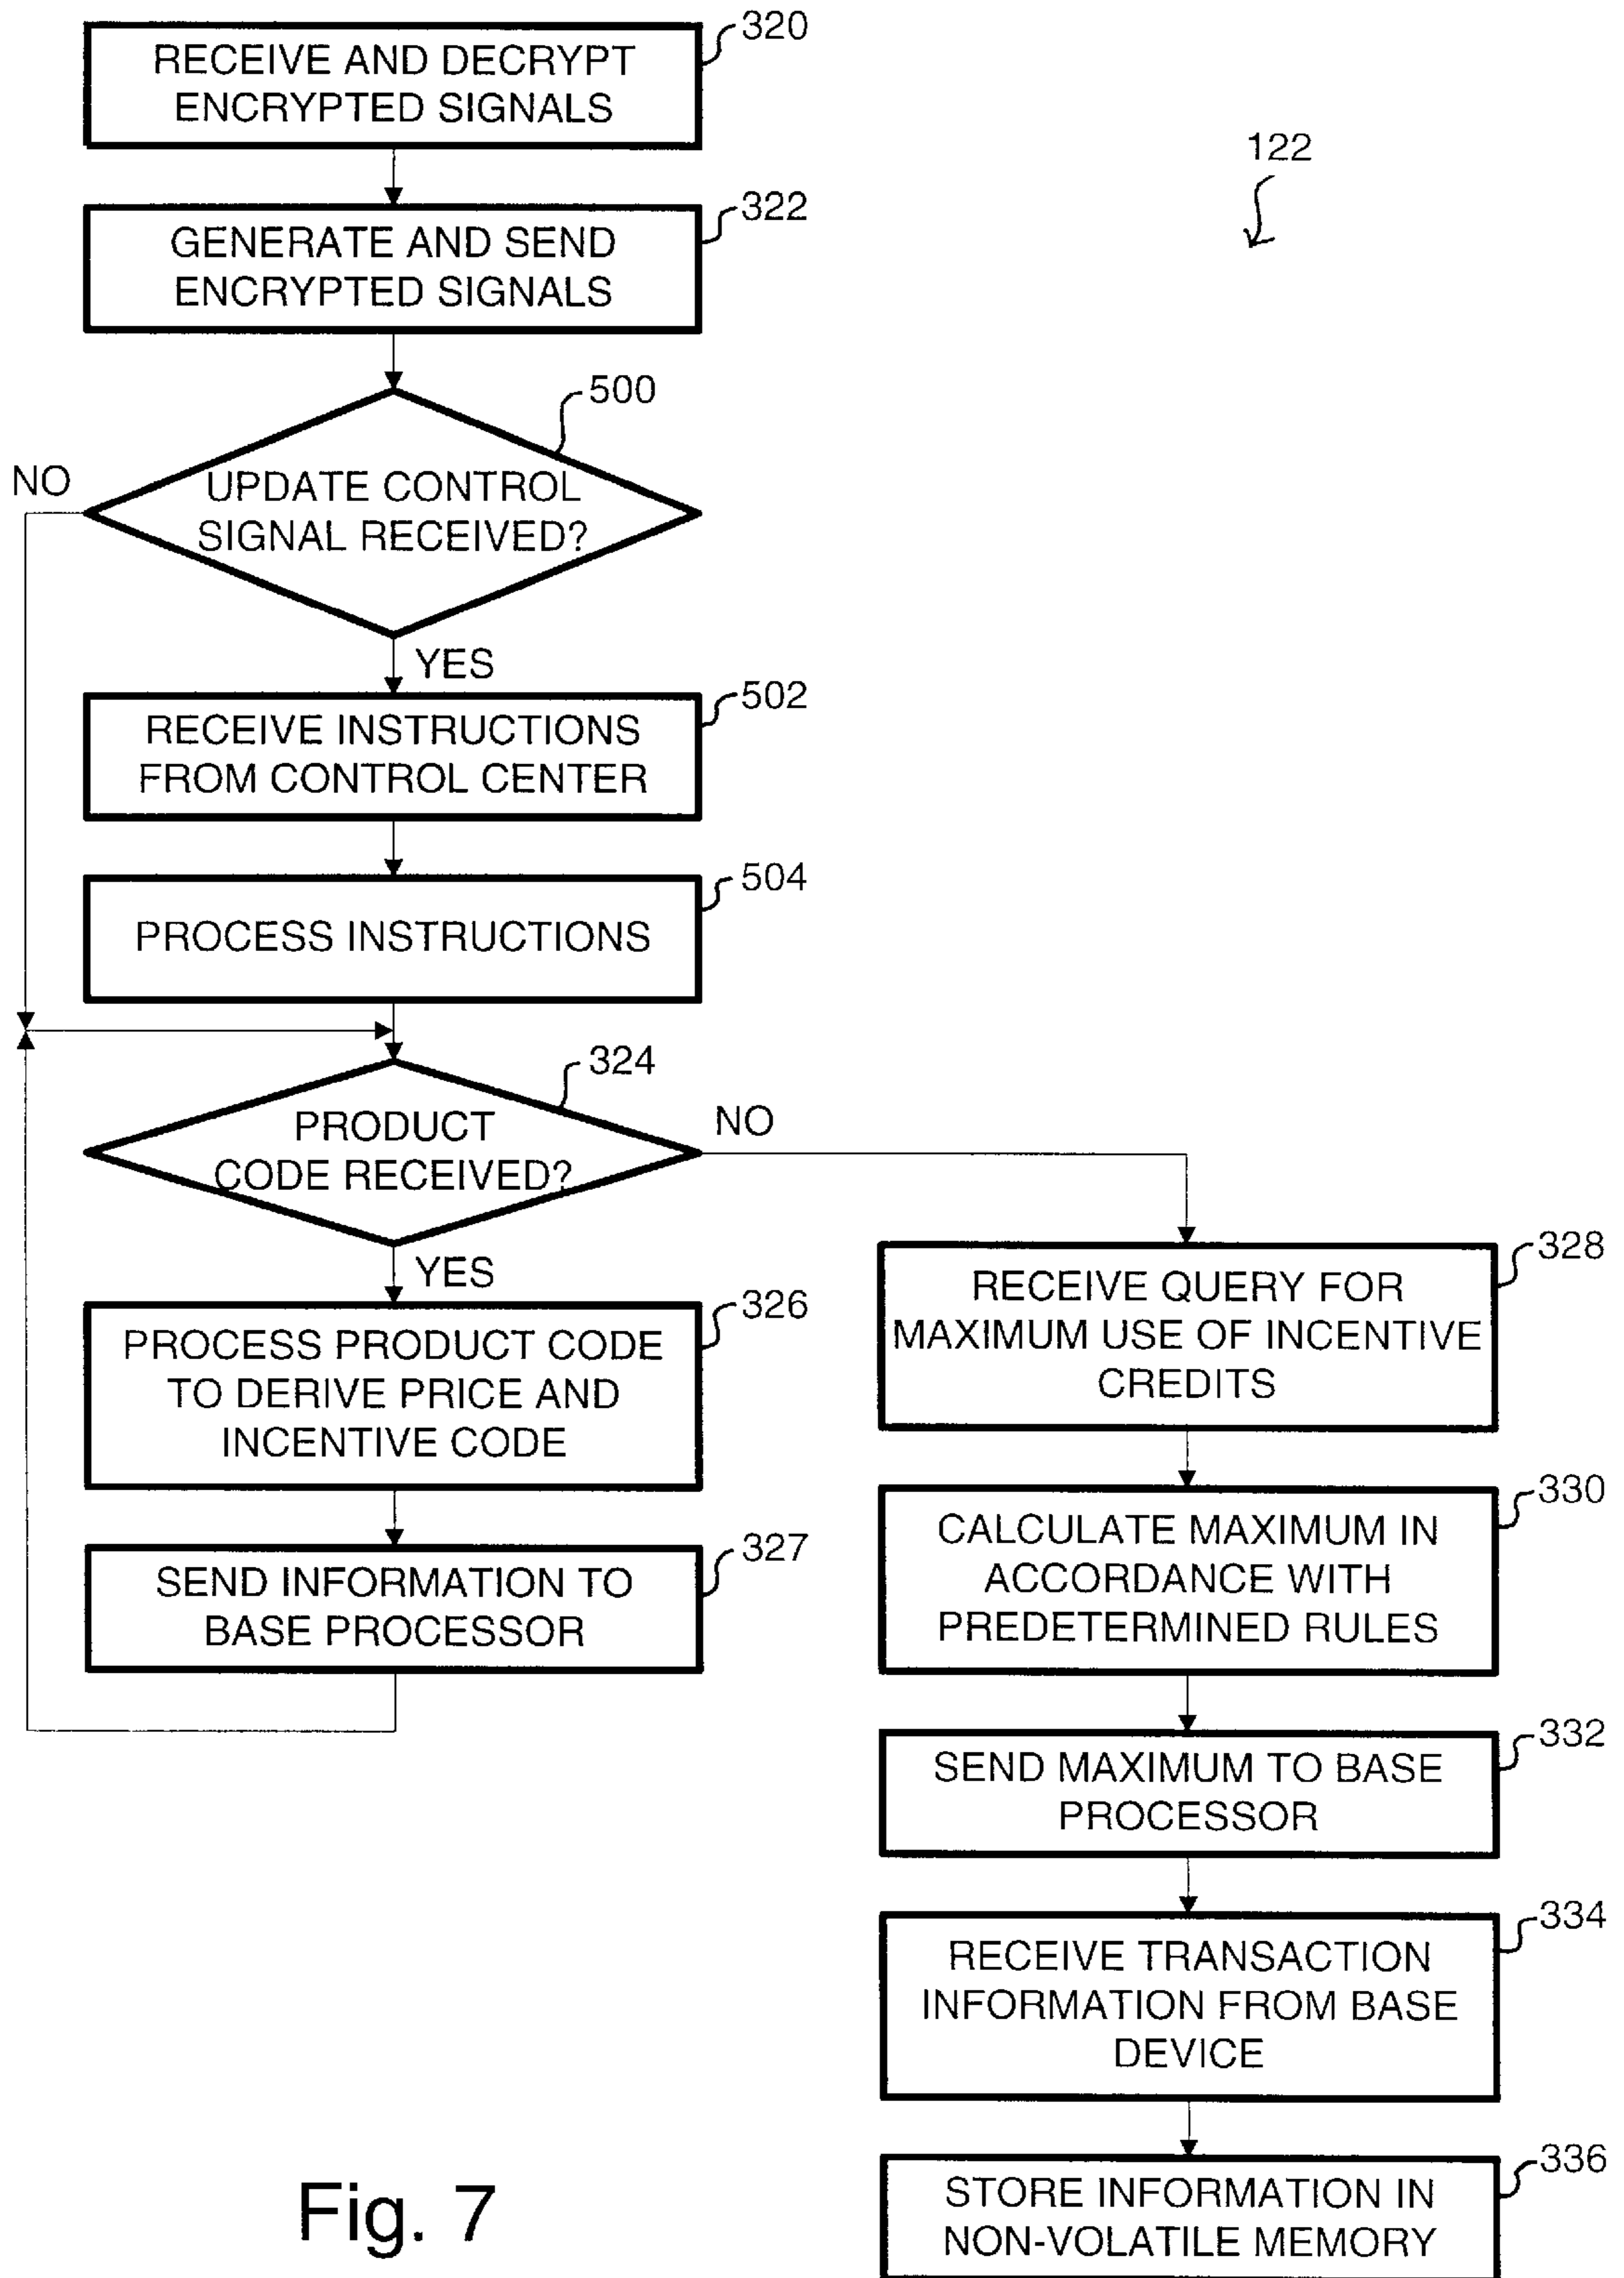 320
RECEIVE AND DECRYPT
ENCRYPTED SIGNALS
122
322
GENERATE AND SEND
ENCRYPTED SIGNALS
500
NO
UPDATE CONTROL
SIGNAL RECEIVED?
YES
502
RECEIVE INSTRUCTIONS
FROM CONTROL CENTER
504
PROCESS INSTRUCTIONS
324
PRODUCT
CODE RECEIVED?
NO
YES
326
PROCESS PRODUCT CODE
TO DERIVE PRICE AND
INCENTIVE CODE
327
SEND INFORMATION TO
BASE PROCESSOR
328
RECEIVE QUERY FOR
MAXIMUM USE OF INCENTIVE
CREDITS
330
CALCULATE MAXIMUM IN
ACCORDANCE WITH
PREDETERMINED RULES
332
SEND MAXIMUM TO BASE
PROCESSOR
334
RECEIVE TRANSACTION
INFORMATION FROM BASE
DEVICE
336
STORE INFORMATION IN
NON-VOLATILE MEMORY
Fig. 7